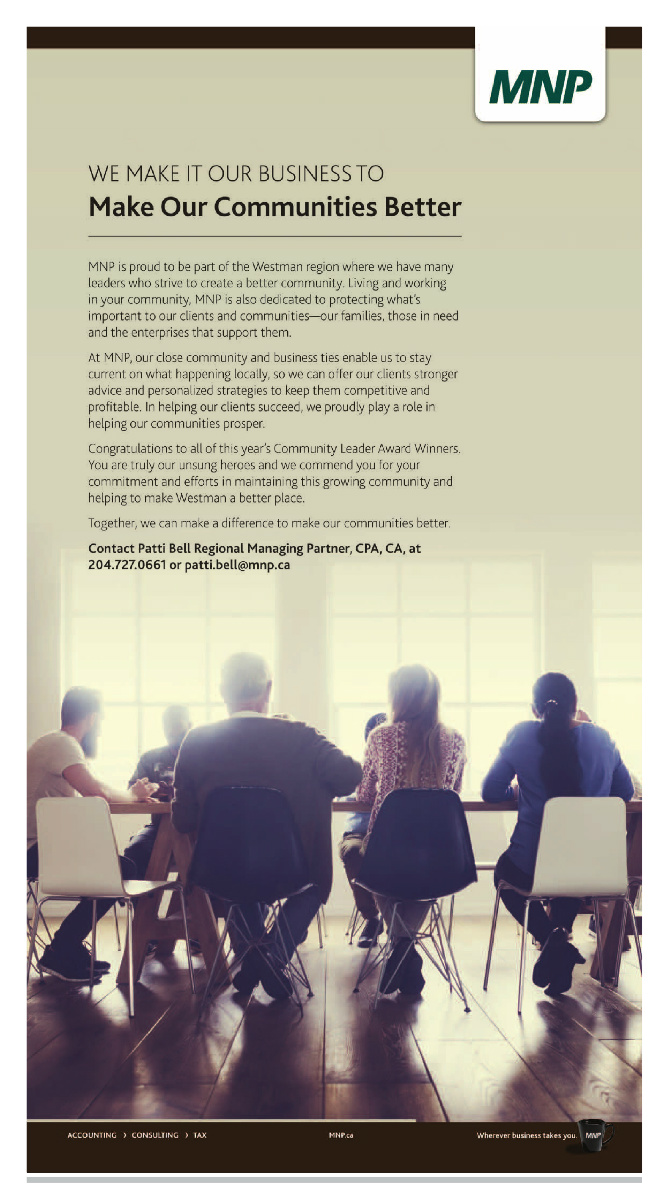 MNP
WE MAKE IT OUR BUSINESS TO
Make Our Communities Better
MNP is proud to be part of the Westman region where we have many
leaders who strive to create a better community. Living and working
in your community, MNP is also dedicated to protecting what's
important to our clients and communities—our families, those in need
and the enterprises that support them.
At MNP, our close community and business ties enable us to stay
current on what happening locally, so we can offer our clients stronger
advice and personalized strategies to keep them competitive and
profitable. In helping our clients succeed, we proudly play a role in
helping our communities prosper.
Congratulations to all of this year's Community Leader Award Winners.
You are truly our unsung heroes and we commend you for your
commitment and efforts in maintaining this growing community and
helping to make Westman a better place.
Together, we can make a difference to make our communities better.
Contact Patti Bell Regional Managing Partner, CPA, CA, at
204.727.0661 or patti.bell@mnp.ca
ACCOUNTING › CONSULTING › TAX
MNP.ca
Wherever business takes you.
MNP